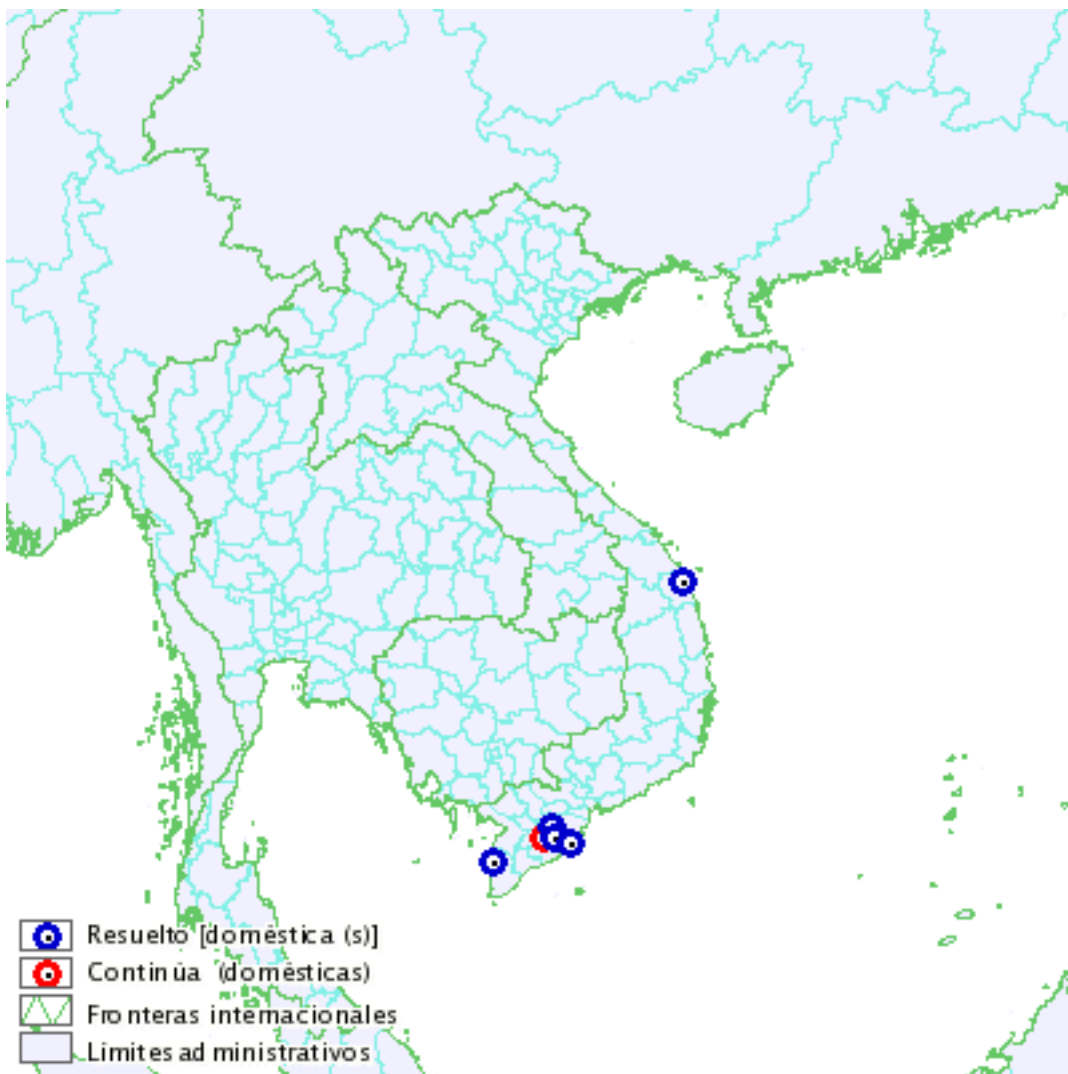 Resuelto [doméstica (s)]
Continúa (domésticas)
Fronteras internacionales
Límites administrativos